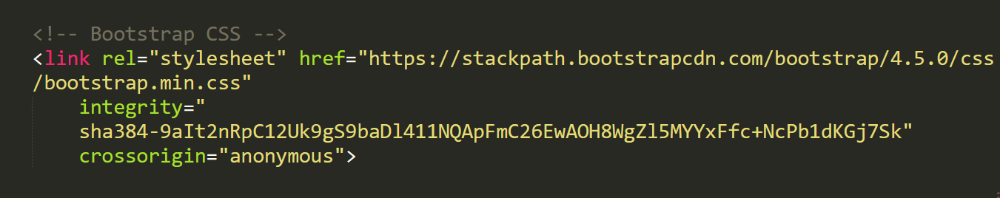 <!-- Bootstrap CSS -->
<link rel="stylesheet" href="https://stackpath.bootstrapcdn.com/bootstrap/4.5.0/css
/bootstrap.min.css"
integrity="
sha384-9aIt2nRpC12Uk9gS9baDl411NQApFmC26EwAOH8WgZl5MYYxFfc+NcPb1dKGj7Sk"
crossorigin="anonymous">